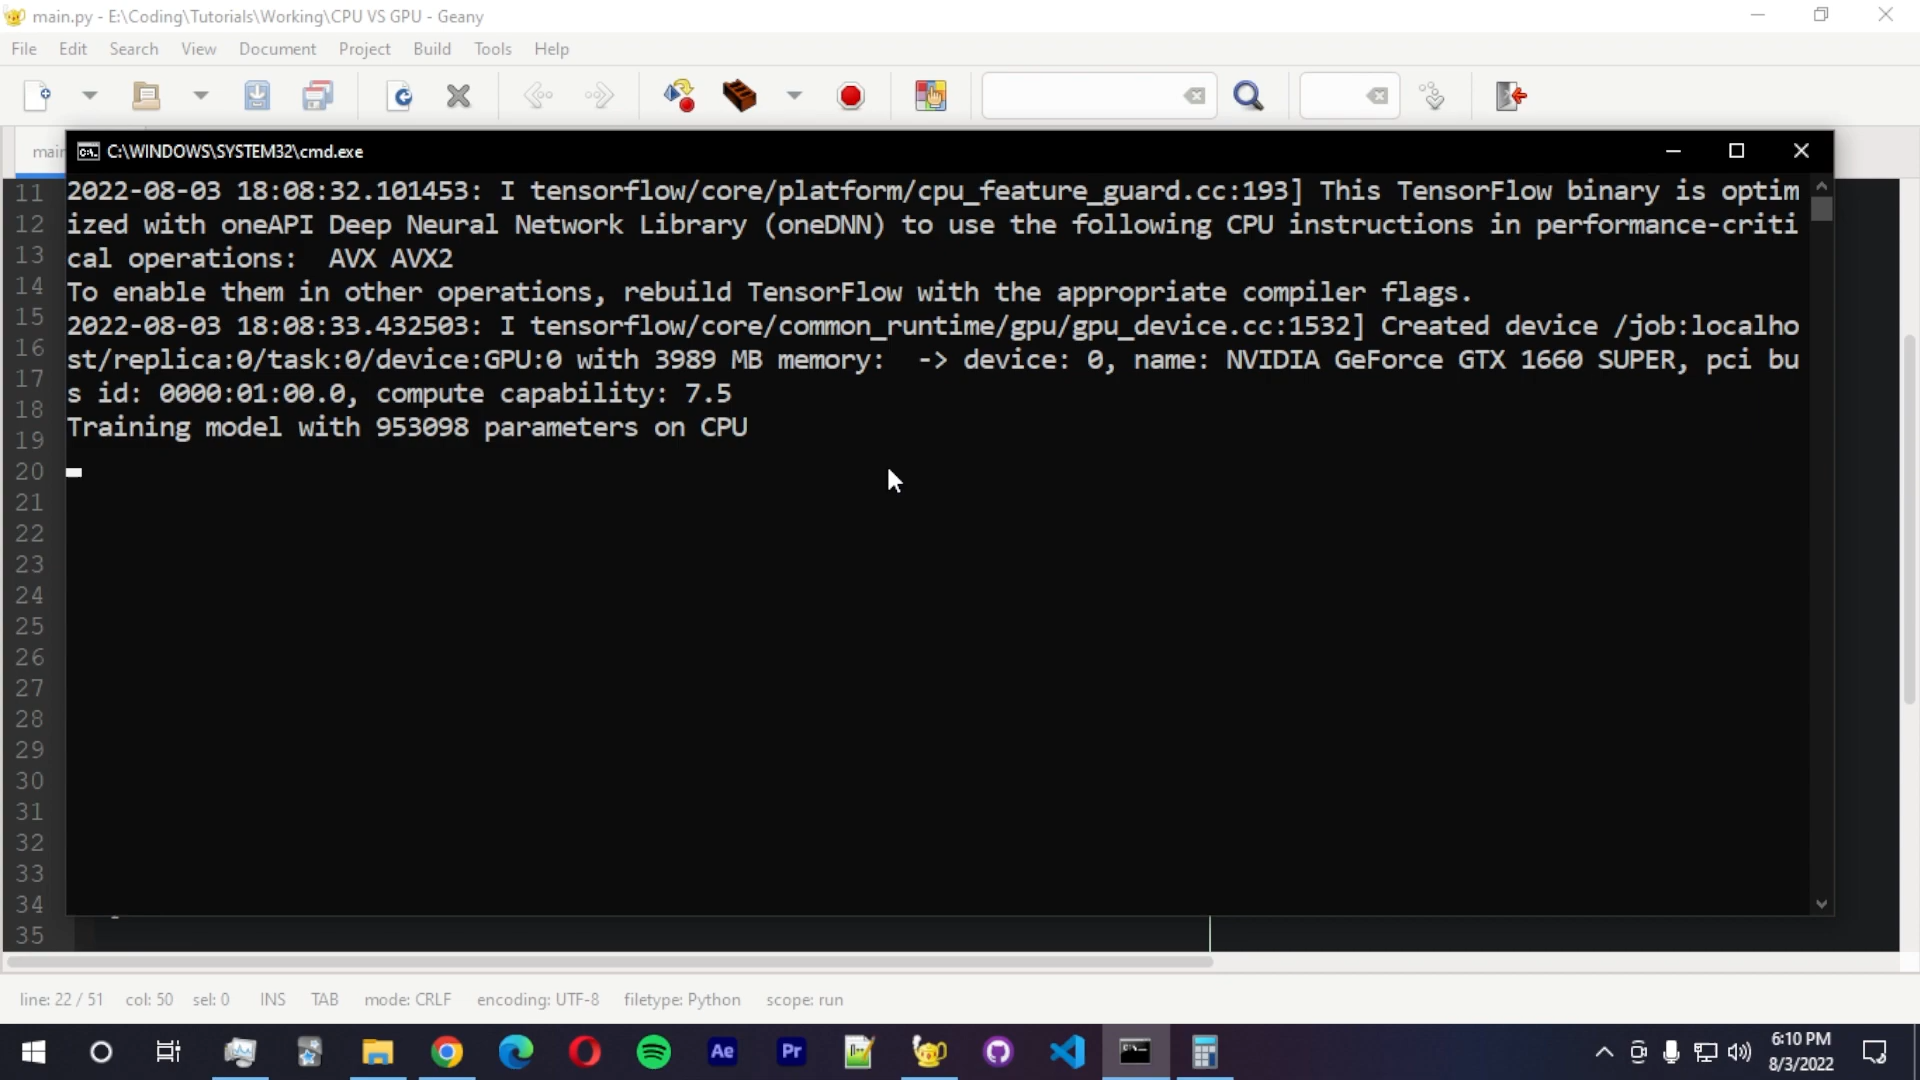 main.py - E:\Coding\Tutorials\Working\CPU VS GPU - Geany
File Edit Search View Document Project Build Tools Help
C:\WINDOWS\SYSTEM32\cmd.exe
11
12
13
14
15
16
17
18
19
20
21
22
23
24
25
26
27
28
29
30
31
32
33
34
35
2022-08-03 18:08:32.101453: I tensorflow/core/platform/cpu_feature_guard.cc:193] This TensorFlow binary is optim
ized with oneAPI Deep Neural Network Library (oneDNN) to use the following CPU instructions in performance-criti
cal operations:  AVX AVX2
To enable them in other operations, rebuild TensorFlow with the appropriate compiler flags.
2022-08-03 18:08:33.432503: I tensorflow/core/common_runtime/gpu/gpu_device.cc:1532] Created device /job:localho
st/replica:0/task:0/device:GPU:0 with 3989 MB memory:  -> device: 0, name: NVIDIA GeForce GTX 1660 SUPER, pci bu
s id: 0000:01:00.0, compute capability: 7.5
Training model with 953098 parameters on CPU
line: 22 / 51 col: 50 sel: 0 INS TAB mode: CRLF encoding: UTF-8 filetype: Python scope: run
Ae Pr
6:10 PM
8/3/2022